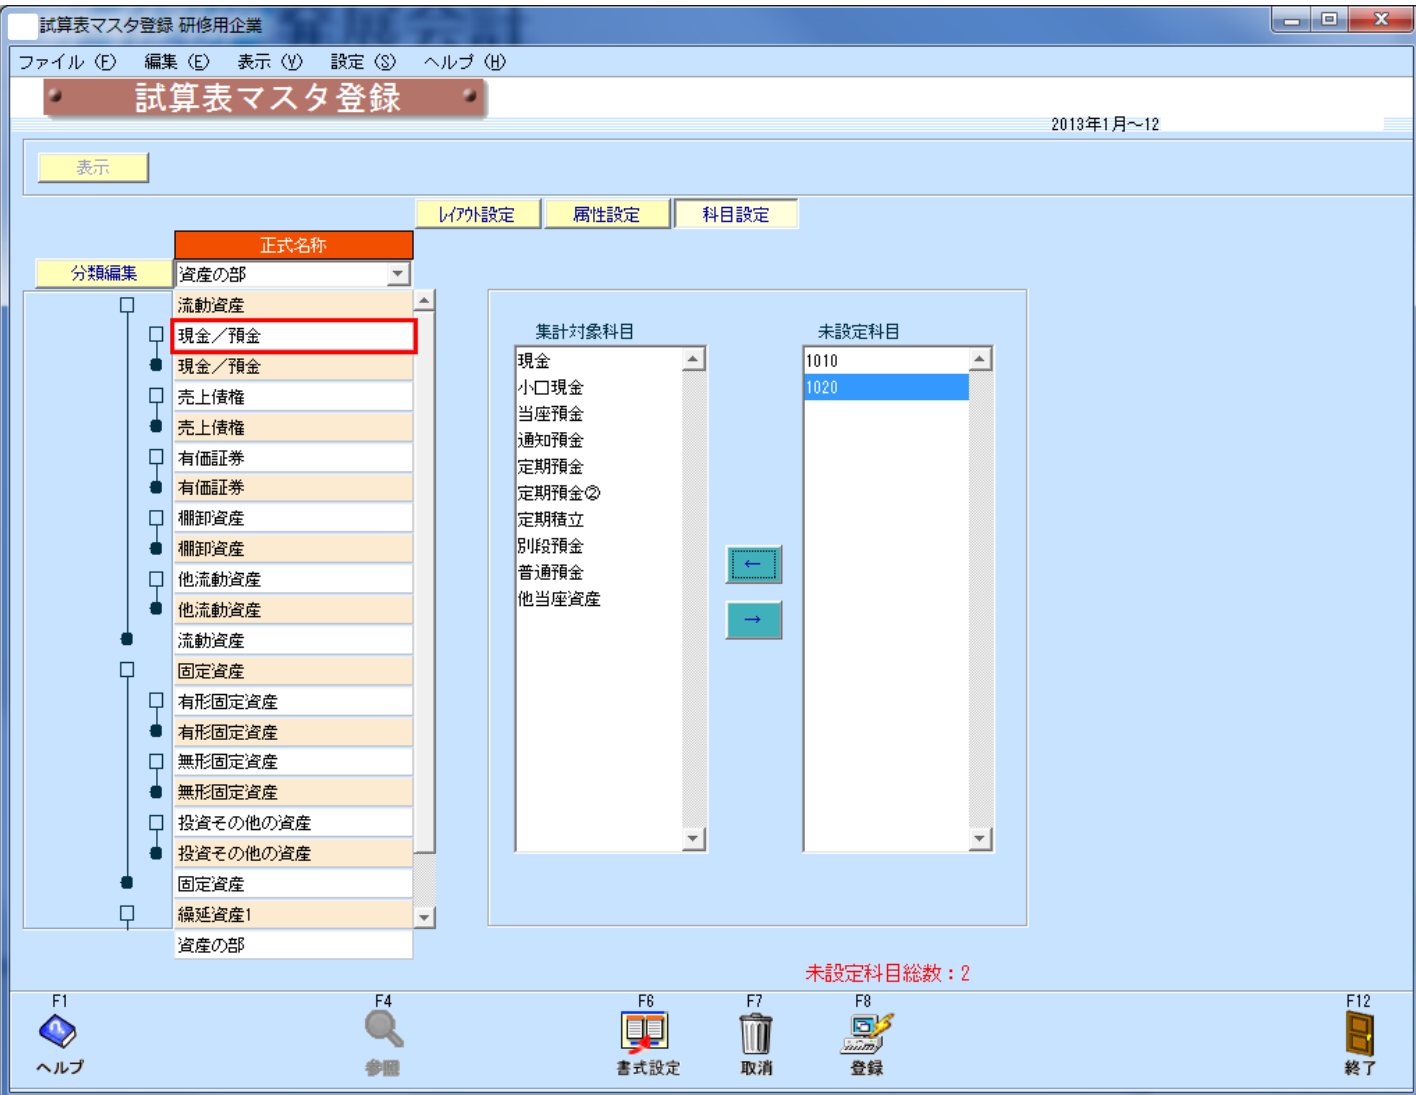 試算表マスタ登録 研修用企業
ファイル (F) 編集 (E) 表示 (V) 設定 (S) ヘルプ (H)
試算表マスタ登録
2013年1月～12
表示
ﾚｲｱｳﾄ設定 属性設定 科目設定
正式名称
分類編集 資産の部
流動資産
現金／預金
現金／預金
売上債権
売上債権
有価証券
有価証券
棚卸資産
棚卸資産
他流動資産
他流動資産
流動資産
固定資産
有形固定資産
有形固定資産
無形固定資産
無形固定資産
投資その他の資産
投資その他の資産
固定資産
繰延資産1
資産の部
集計対象科目
現金
小口現金
当座預金
通知預金
定期預金
定期預金②
定期積立
別段預金
普通預金
他当座資産
←
→
未設定科目
1010
1020
未設定科目総数：2
F1 F4 F6 F7 F8 F12
ヘルプ 参照 書式設定 取消 登録 終了